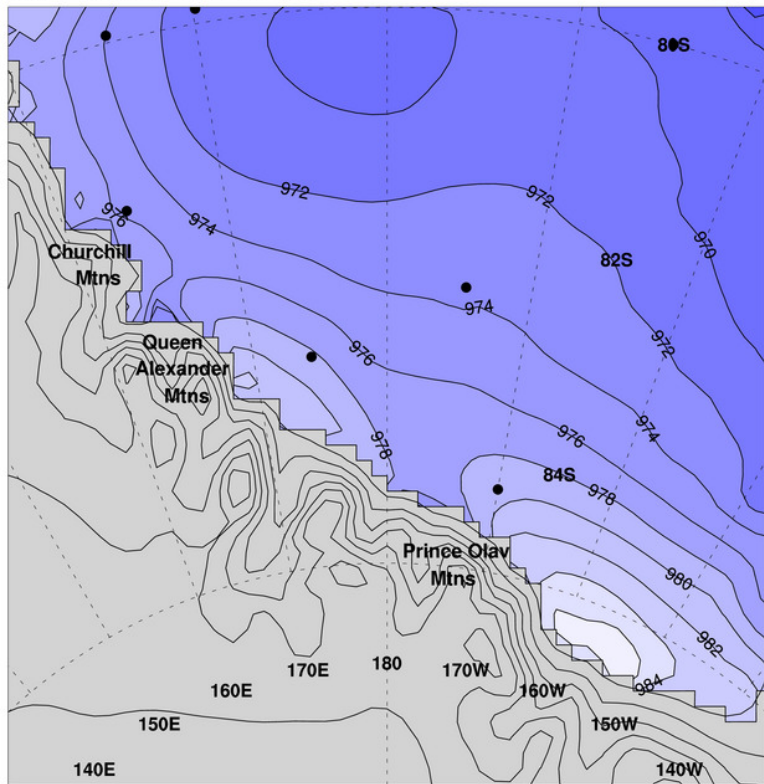 80S
972
972
976
974
970
Churchill
Mtns
82S
974
Queen
Alexander
Mtns
976
972
974
976
978
84S
978
Prince Olav
Mtns
980
982
170E
180
170W
984
160E
160W
150E
150W
140E
140W